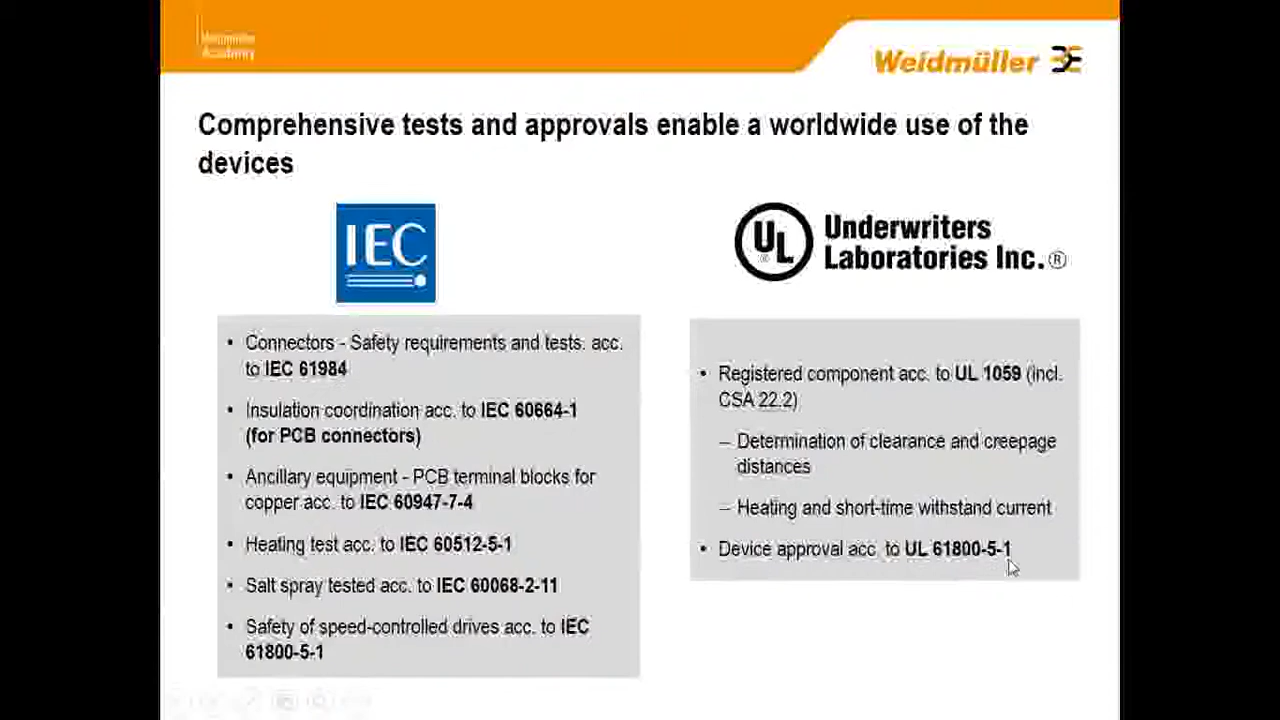 Weidmüller
Academy
Weidmüller
Comprehensive tests and approvals enable a worldwide use of the
devices
IEC
• Connectors - Safety requirements and tests. acc.
to IEC 61984
• Insulation coordination acc. to IEC 60664-1
(for PCB connectors)
• Ancillary equipment - PCB terminal blocks for
copper acc. to IEC 60947-7-4
• Heating test acc. to IEC 60512-5-1
• Salt spray tested acc. to IEC 60068-2-11
• Safety of speed-controlled drives acc. to IEC
61800-5-1
UL
®
Underwriters
Laboratories Inc.®
• Registered component acc. to UL 1059 (incl.
CSA 22.2)
– Determination of clearance and creepage
distances
– Heating and short-time withstand current
• Device approval acc. to UL 61800-5-1